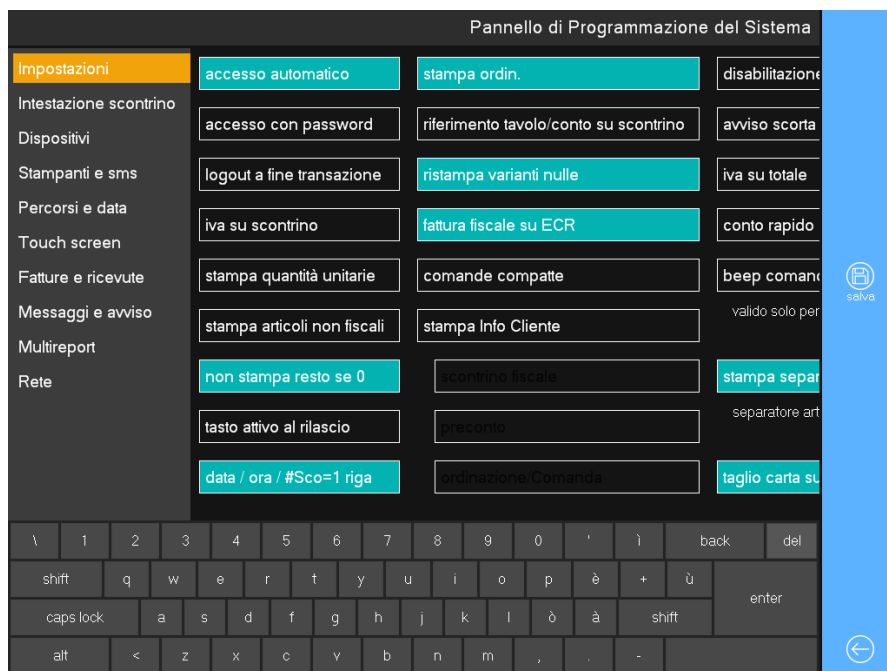 Pannello di Programmazione del Sistema
Impostazioni
Intestazione scontrino
Dispositivi
Stampanti e sms
Percorsi e data
Touch screen
Fatture e ricevute
Messaggi e avviso
Multireport
Rete
accesso automatico
accesso con password
logout a fine transazione
iva su scontrino
stampa quantità unitarie
stampa articoli non fiscali
non stampa resto se 0
tasto attivo al rilascio
data / ora / #Sco=1 riga
stampa ordin.
riferimento tavolo/conto su scontrino
ristampa varianti nulle
fattura fiscale su ECR
comande compatte
stampa Info Cliente
scontrino fiscale
preconto
ordinazione/Comanda
disabilitazione
avviso scorta
iva su totale
conto rapido
beep comand
valido solo per
stampa separ
separatore art
taglio carta su
salva
\ 1 2 3 4 5 6 7 8 9 0 ' ì back del
shift q w e r t y u i o p è + ù
caps lock a s d f g h j k l ò à shift enter
alt < z x c v b n m , . -